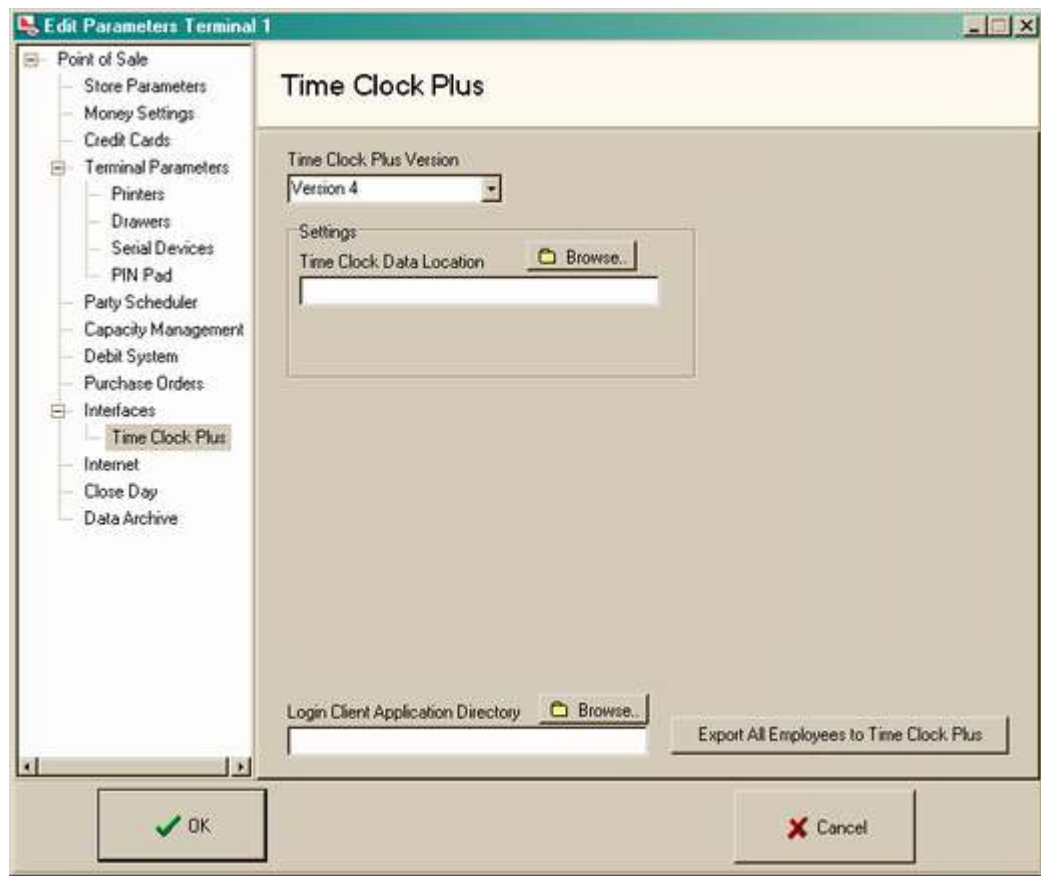 Edit Parameters Terminal 1
Point of Sale
Store Parameters
Money Settings
Credit Cards
Terminal Parameters
Printers
Drawers
Serial Devices
PIN Pad
Party Scheduler
Capacity Management
Debit System
Purchase Orders
Interfaces
Time Clock Plus
Internet
Close Day
Data Archive
Time Clock Plus
Time Clock Plus Version
Version 4
Settings
Time Clock Data Location
Browse..
Login Client Application Directory
Browse..
Export All Employees to Time Clock Plus
OK
Cancel